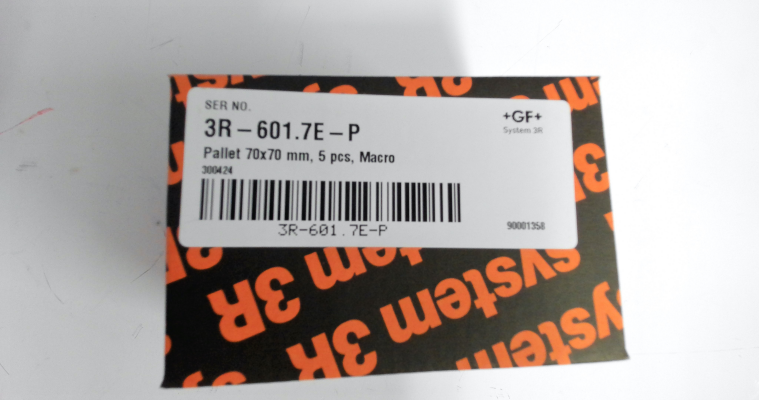 SER NO.
+GF+
System 3R
3R-601.7E-P
Pallet 70x70 mm, 5 pcs, Macro
300424
3R-601.7E-P
90001358
system 3R
system 3R